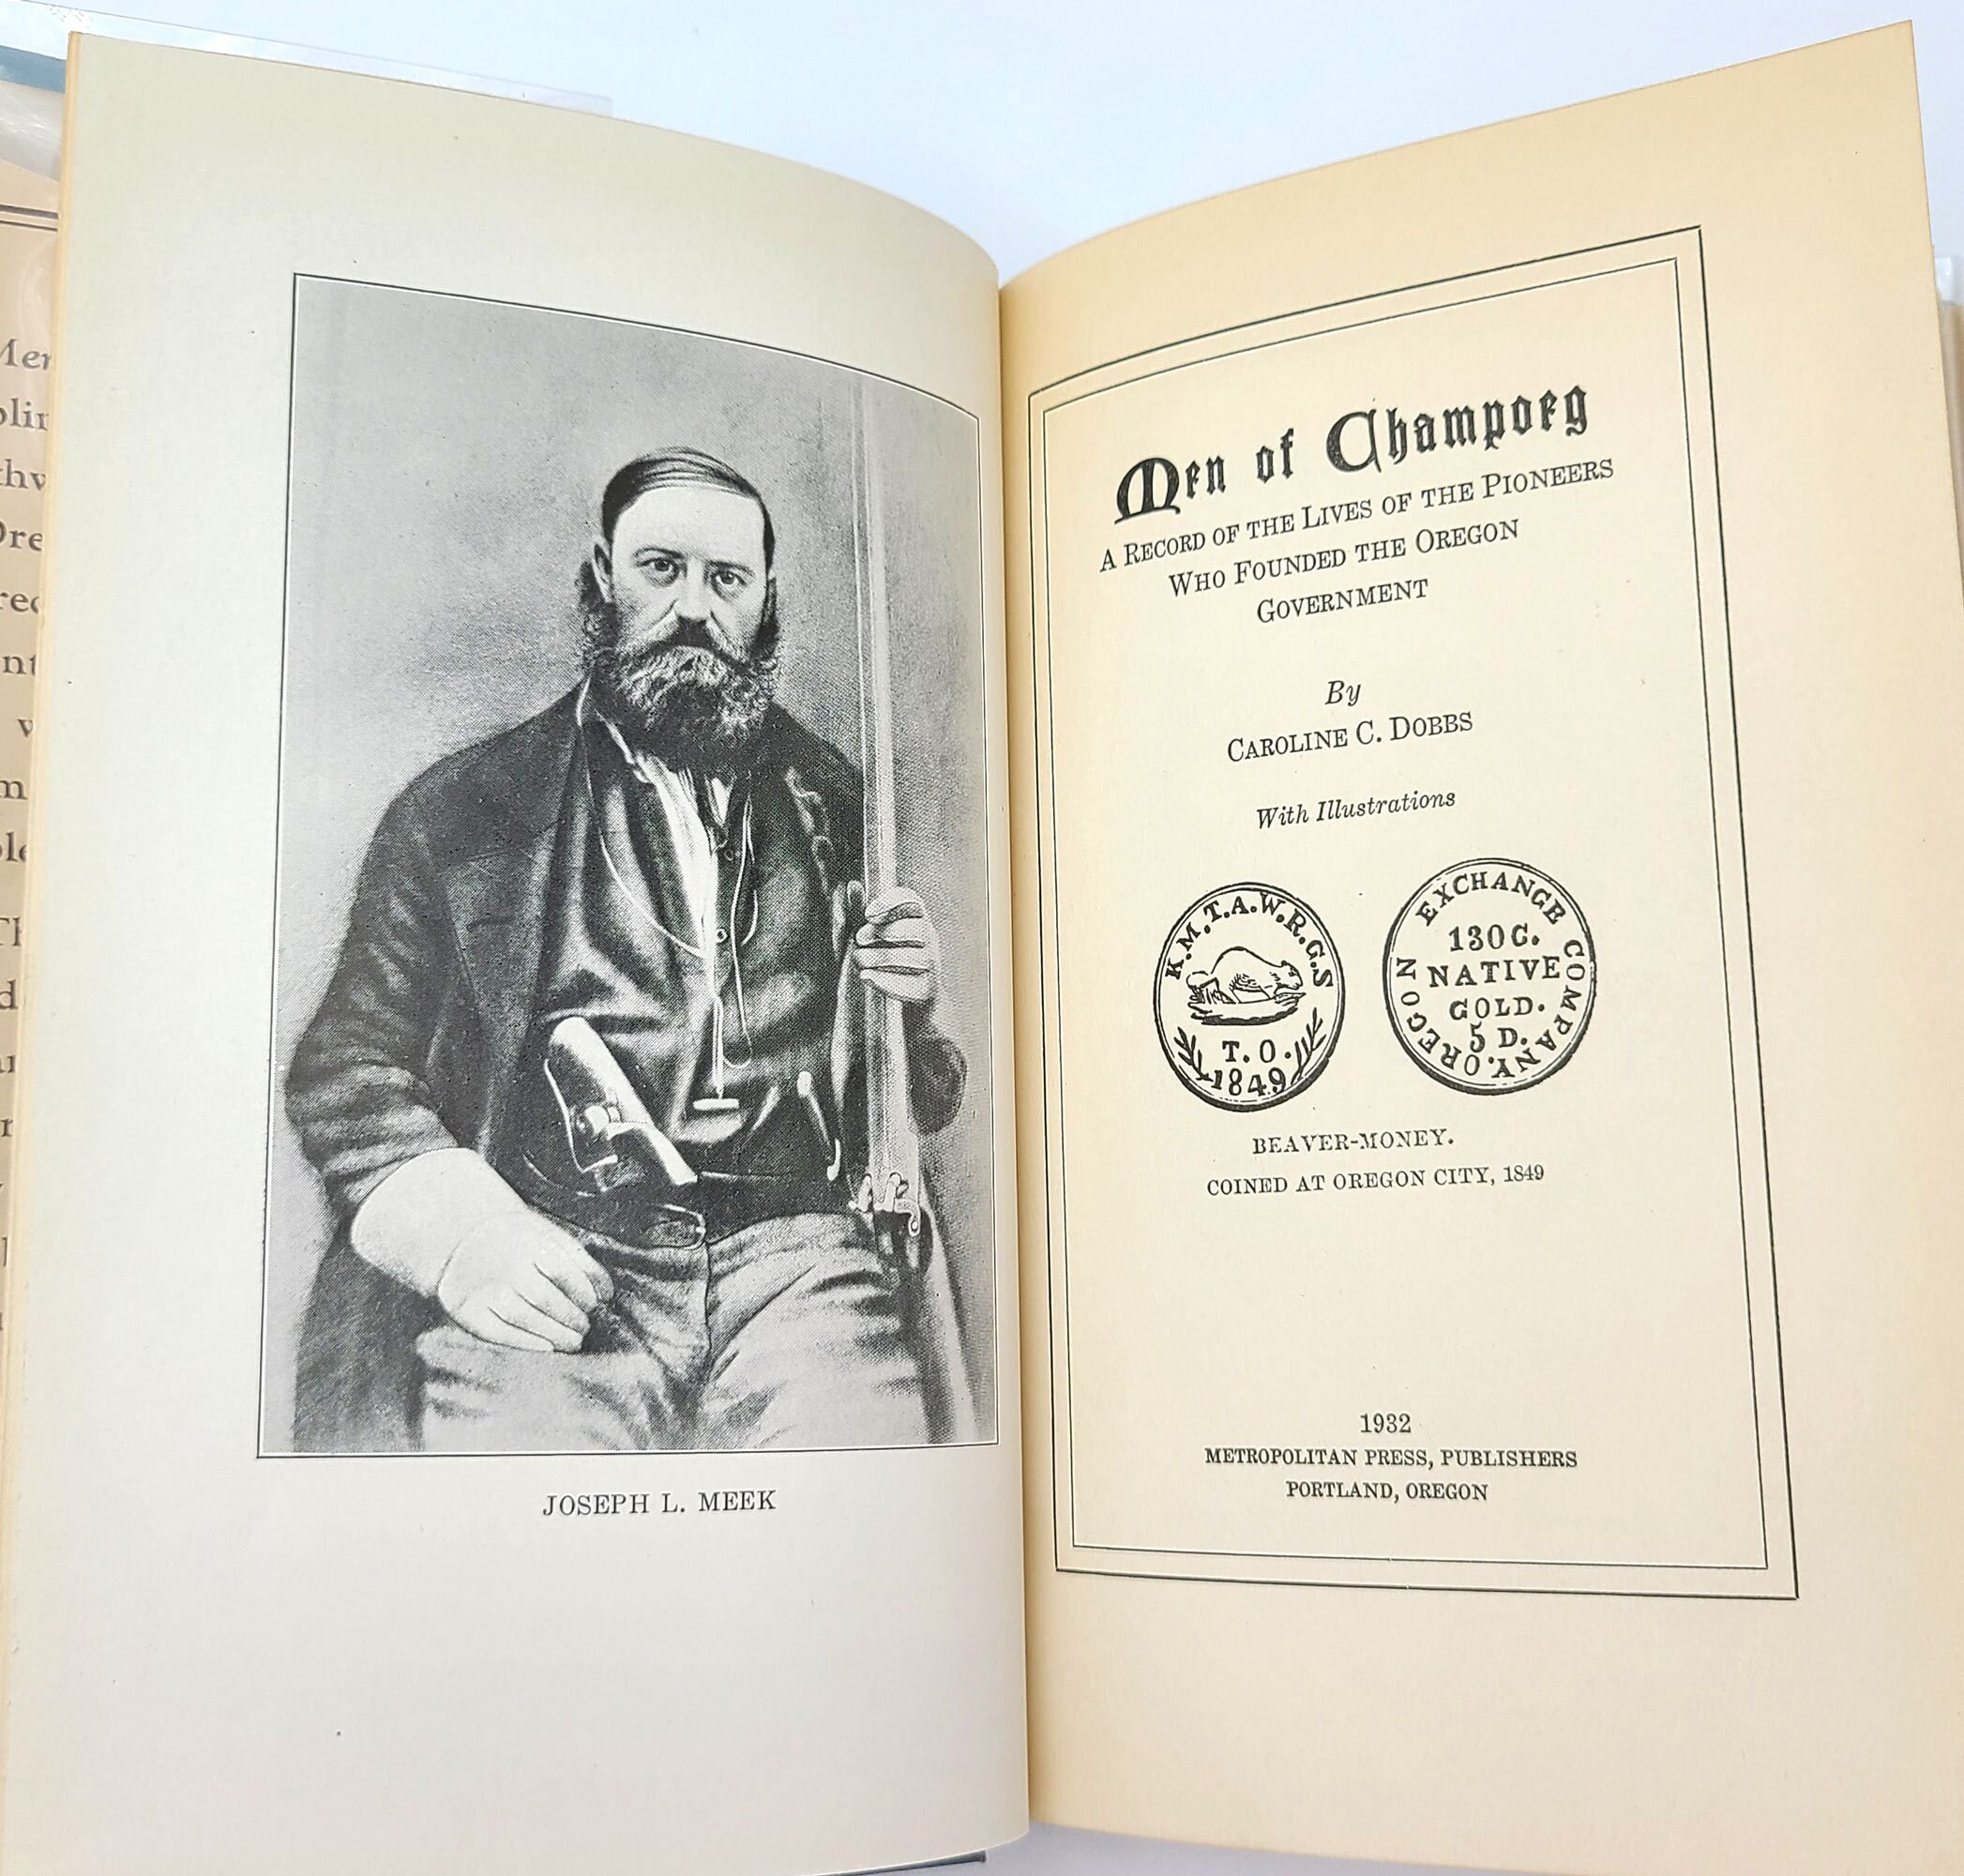 JOSEPH L. MEEK
Men of Champoeg
A RECORD OF THE LIVES OF THE PIONEERS
WHO FOUNDED THE OREGON
GOVERNMENT
By
CAROLINE C. DOBBS
With Illustrations
K.M.T.A.W.R.G.S
T.O.
1849
OREGON EXCHANGE COMPANY.
130G.
NATIVE
GOLD.
5 D.
BEAVER-MONEY.
COINED AT OREGON CITY, 1849
1932
METROPOLITAN PRESS, PUBLISHERS
PORTLAND, OREGON